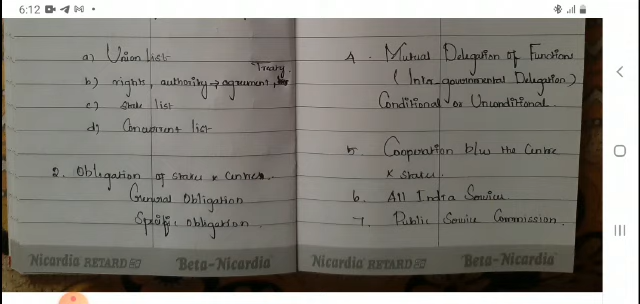 6:12
a) Union list
b) rights, authority → agreement, Treaty
c) State list
d) Concurrent list
2. Obligation of states & Centre.
General Obligation
Specific obligation
Nicardia RETARD Beta-Nicardia
4. Mutual Delegation of Functions
(Inter governmental Delegation)
Conditional or Unconditional
5. Cooperation b/w the Centre
& states.
6. All India Services
7. Public Service Commission.
Nicardia RETARD Beta-Nicardia